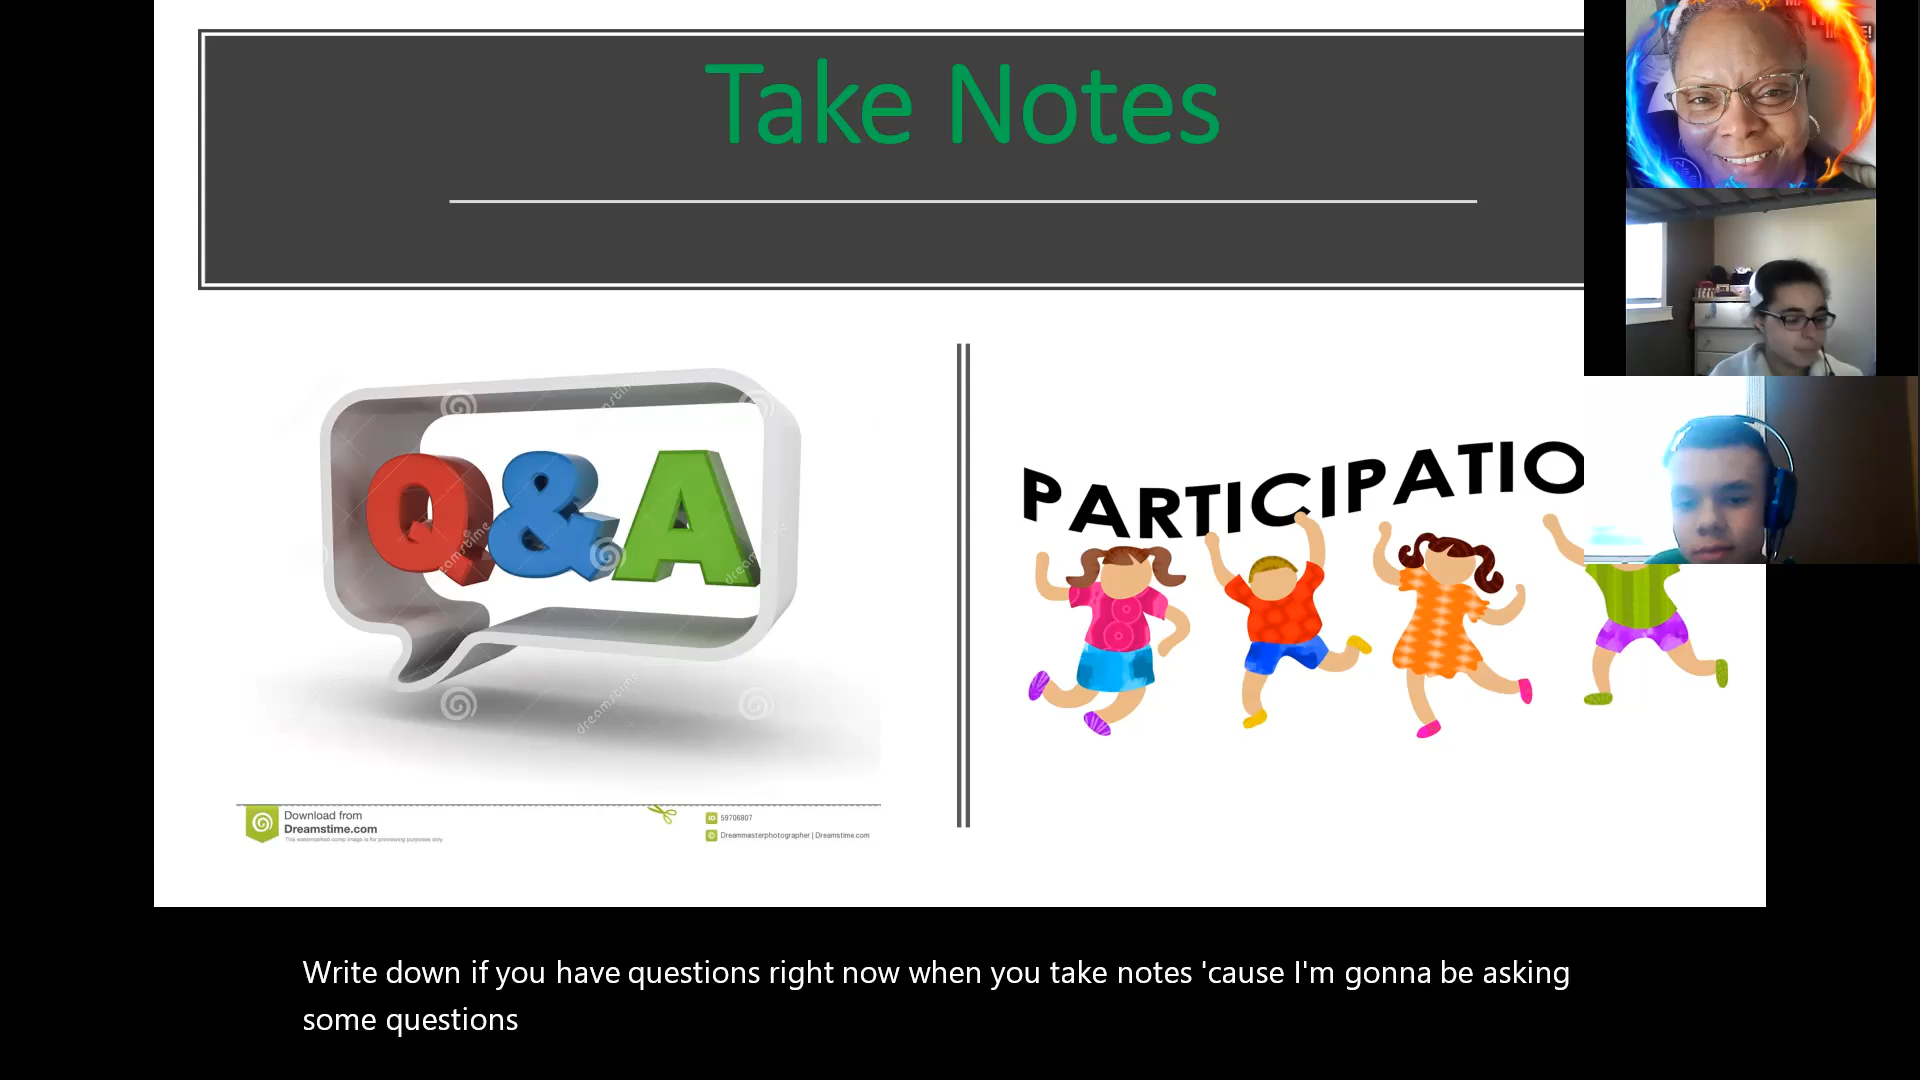 Take Notes
Q&A
PARTICIPATIO
Download from
Dreamstime.com
This watermarked comp image is for previewing purposes only.
ID 59706807
© Dreammasterphotographer | Dreamstime.com
Write down if you have questions right now when you take notes 'cause I'm gonna be asking
some questions